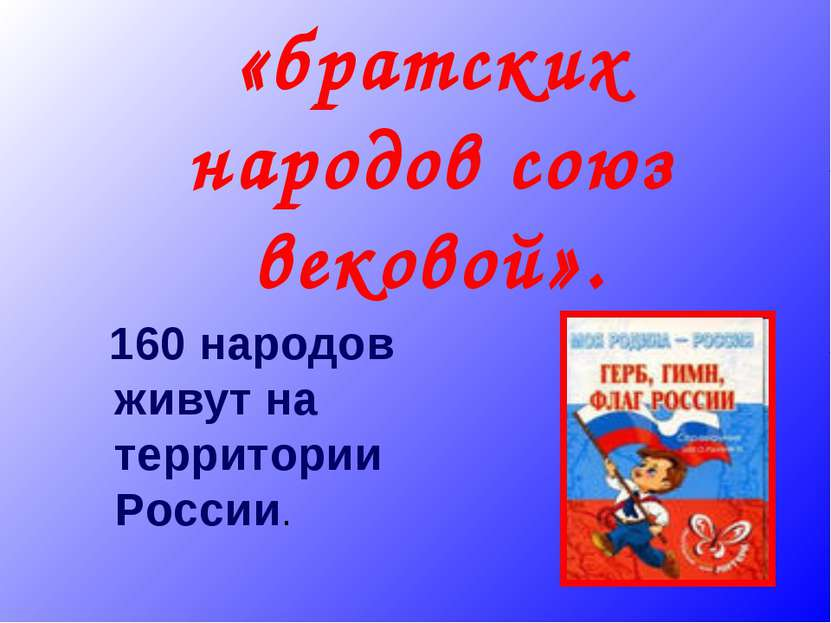 «братских
народов союз
вековой».
160 народов
живут на
территории
России.
МОЯ РОДИНА – РОССИЯ
ГЕРБ, ГИМН,
ФЛАГ РОССИИ